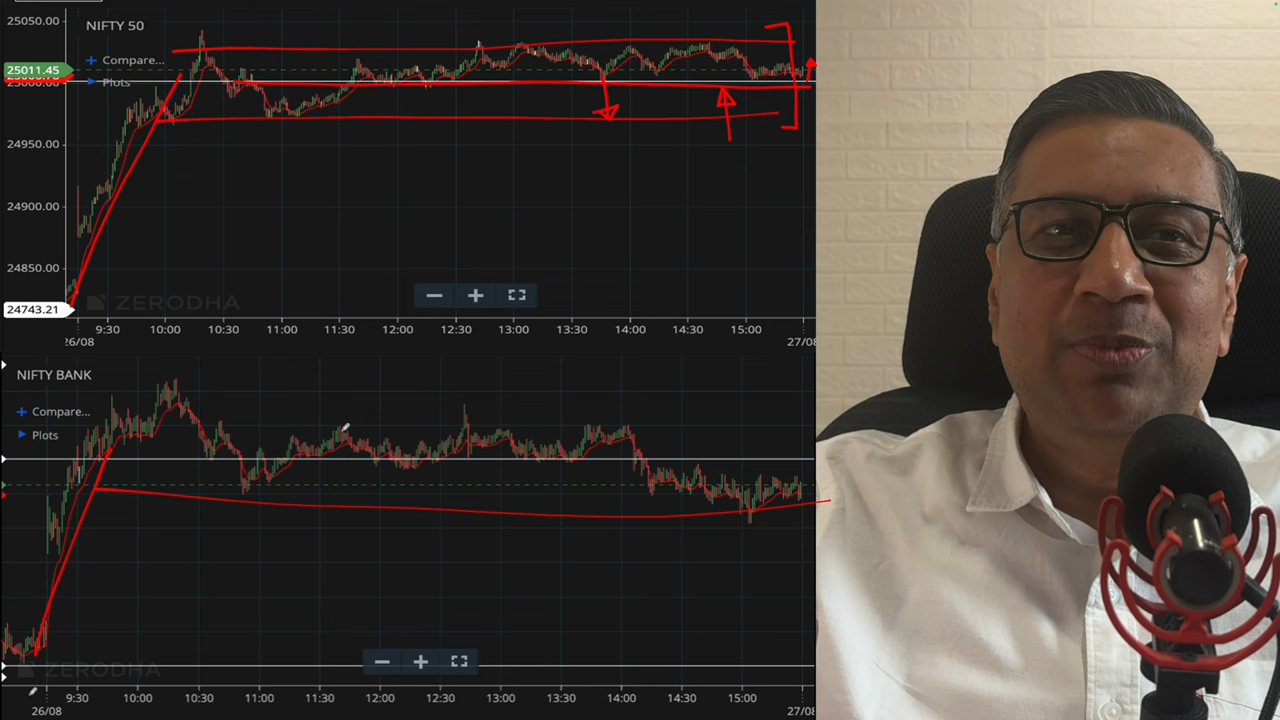 25050.00
NIFTY 50
Compare...
25011.45
Plots
24950.00
24900.00
24850.00
24743.21
ZERODHA
9:30 10:00 10:30 11:00 11:30 12:00 12:30 13:00 13:30 14:00 14:30 15:00
26/08 27/08
NIFTY BANK
Compare...
Plots
ZERODHA
9:30 10:00 10:30 11:00 11:30 12:00 12:30 13:00 13:30 14:00 14:30 15:00
26/08 27/08